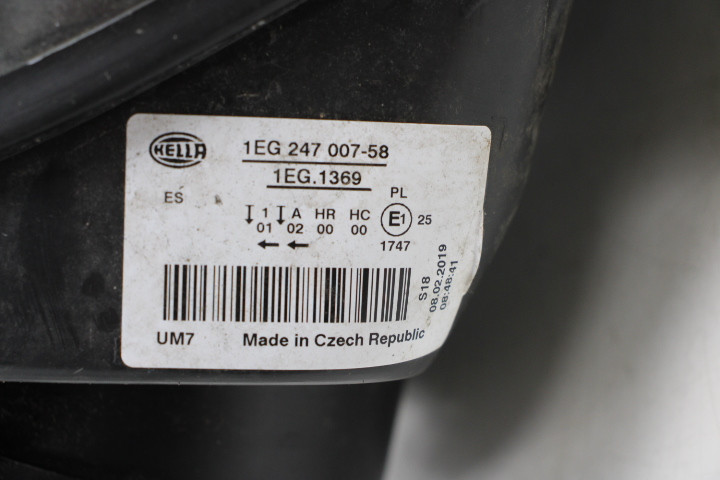 HELLA
1EG 247 007-58
1EG.1369
ES
PL
1 A HR HC E1 25
01 02 00 00
1747
S18
08.02.2019
08:48:41
UM7 Made in Czech Republic